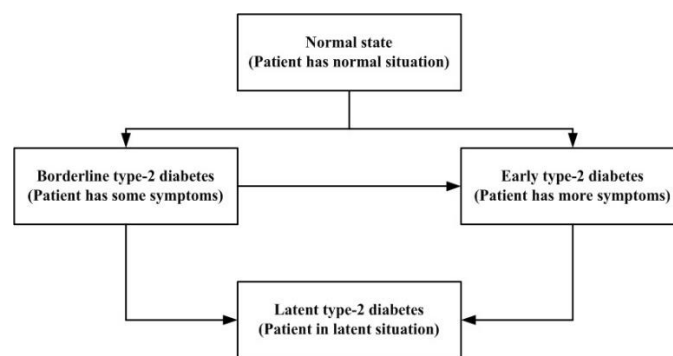 Normal state
(Patient has normal situation)
Borderline type-2 diabetes
(Patient has some symptoms)
Early type-2 diabetes
(Patient has more symptoms)
Latent type-2 diabetes
(Patient in latent situation)